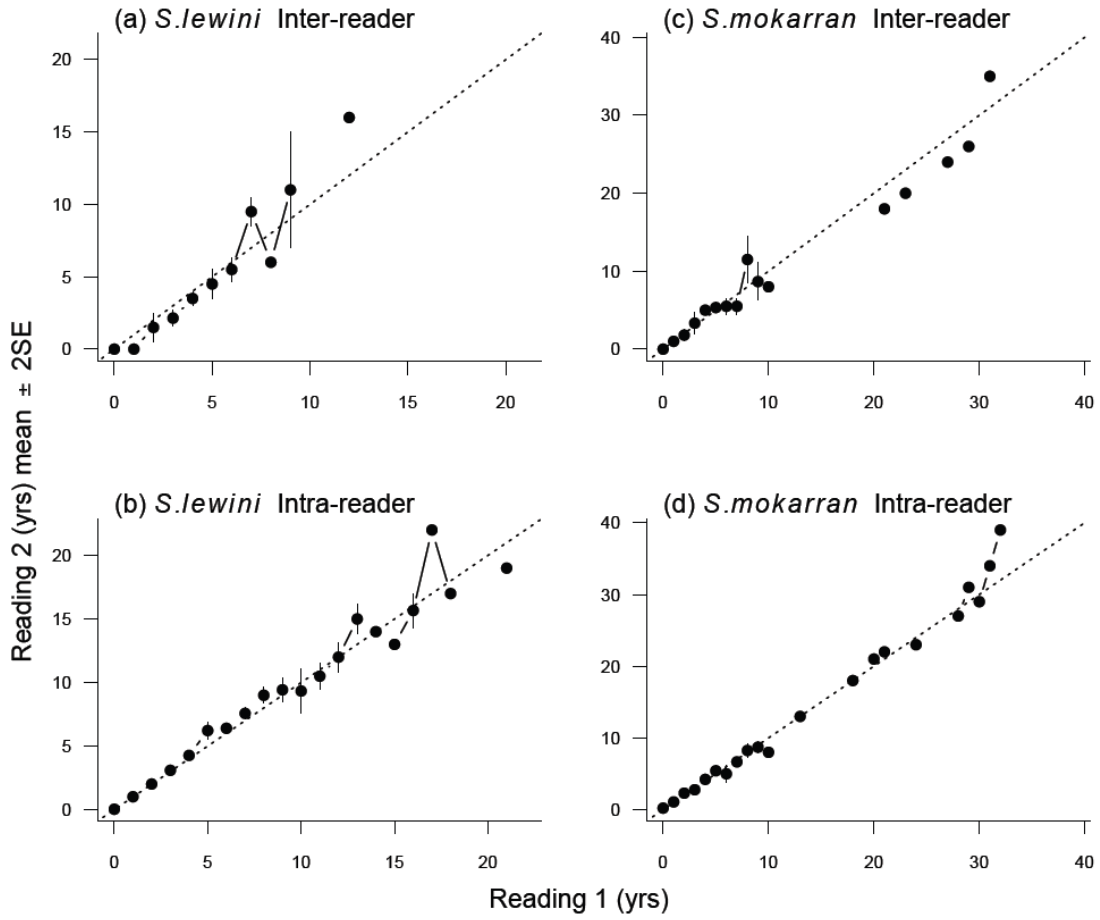 (a) S.lewini Inter-reader
20
15
10
5
0
0 5 10 15 20
(c) S.mokarran Inter-reader
40
30
20
10
0
0 10 20 30 40
(b) S.lewini Intra-reader
20
15
10
5
0
0 5 10 15 20
(d) S.mokarran Intra-reader
40
30
20
10
0
0 10 20 30 40
Reading 2 (yrs) mean ± 2SE
Reading 1 (yrs)